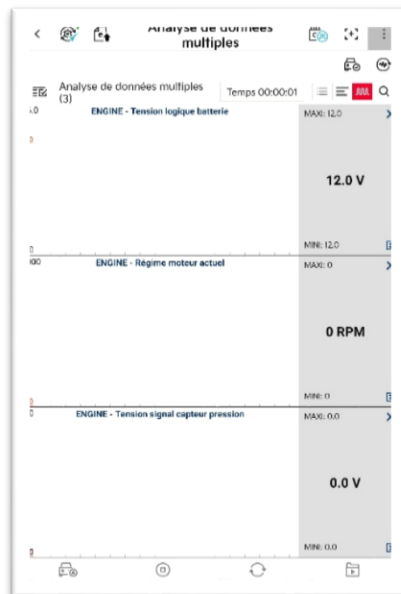 Analyse de données
multiples
Analyse de données multiples
(3)
Temps 00:00:01
ENGINE - Tension logique batterie
MAXI: 12.0
12.0 V
MINI: 12.0
ENGINE - Régime moteur actuel
MAXI: 0
0 RPM
MINI: 0
0
ENGINE - Tension signal capteur pression
MAXI: 0.0
0.0 V
MINI: 0.0
0